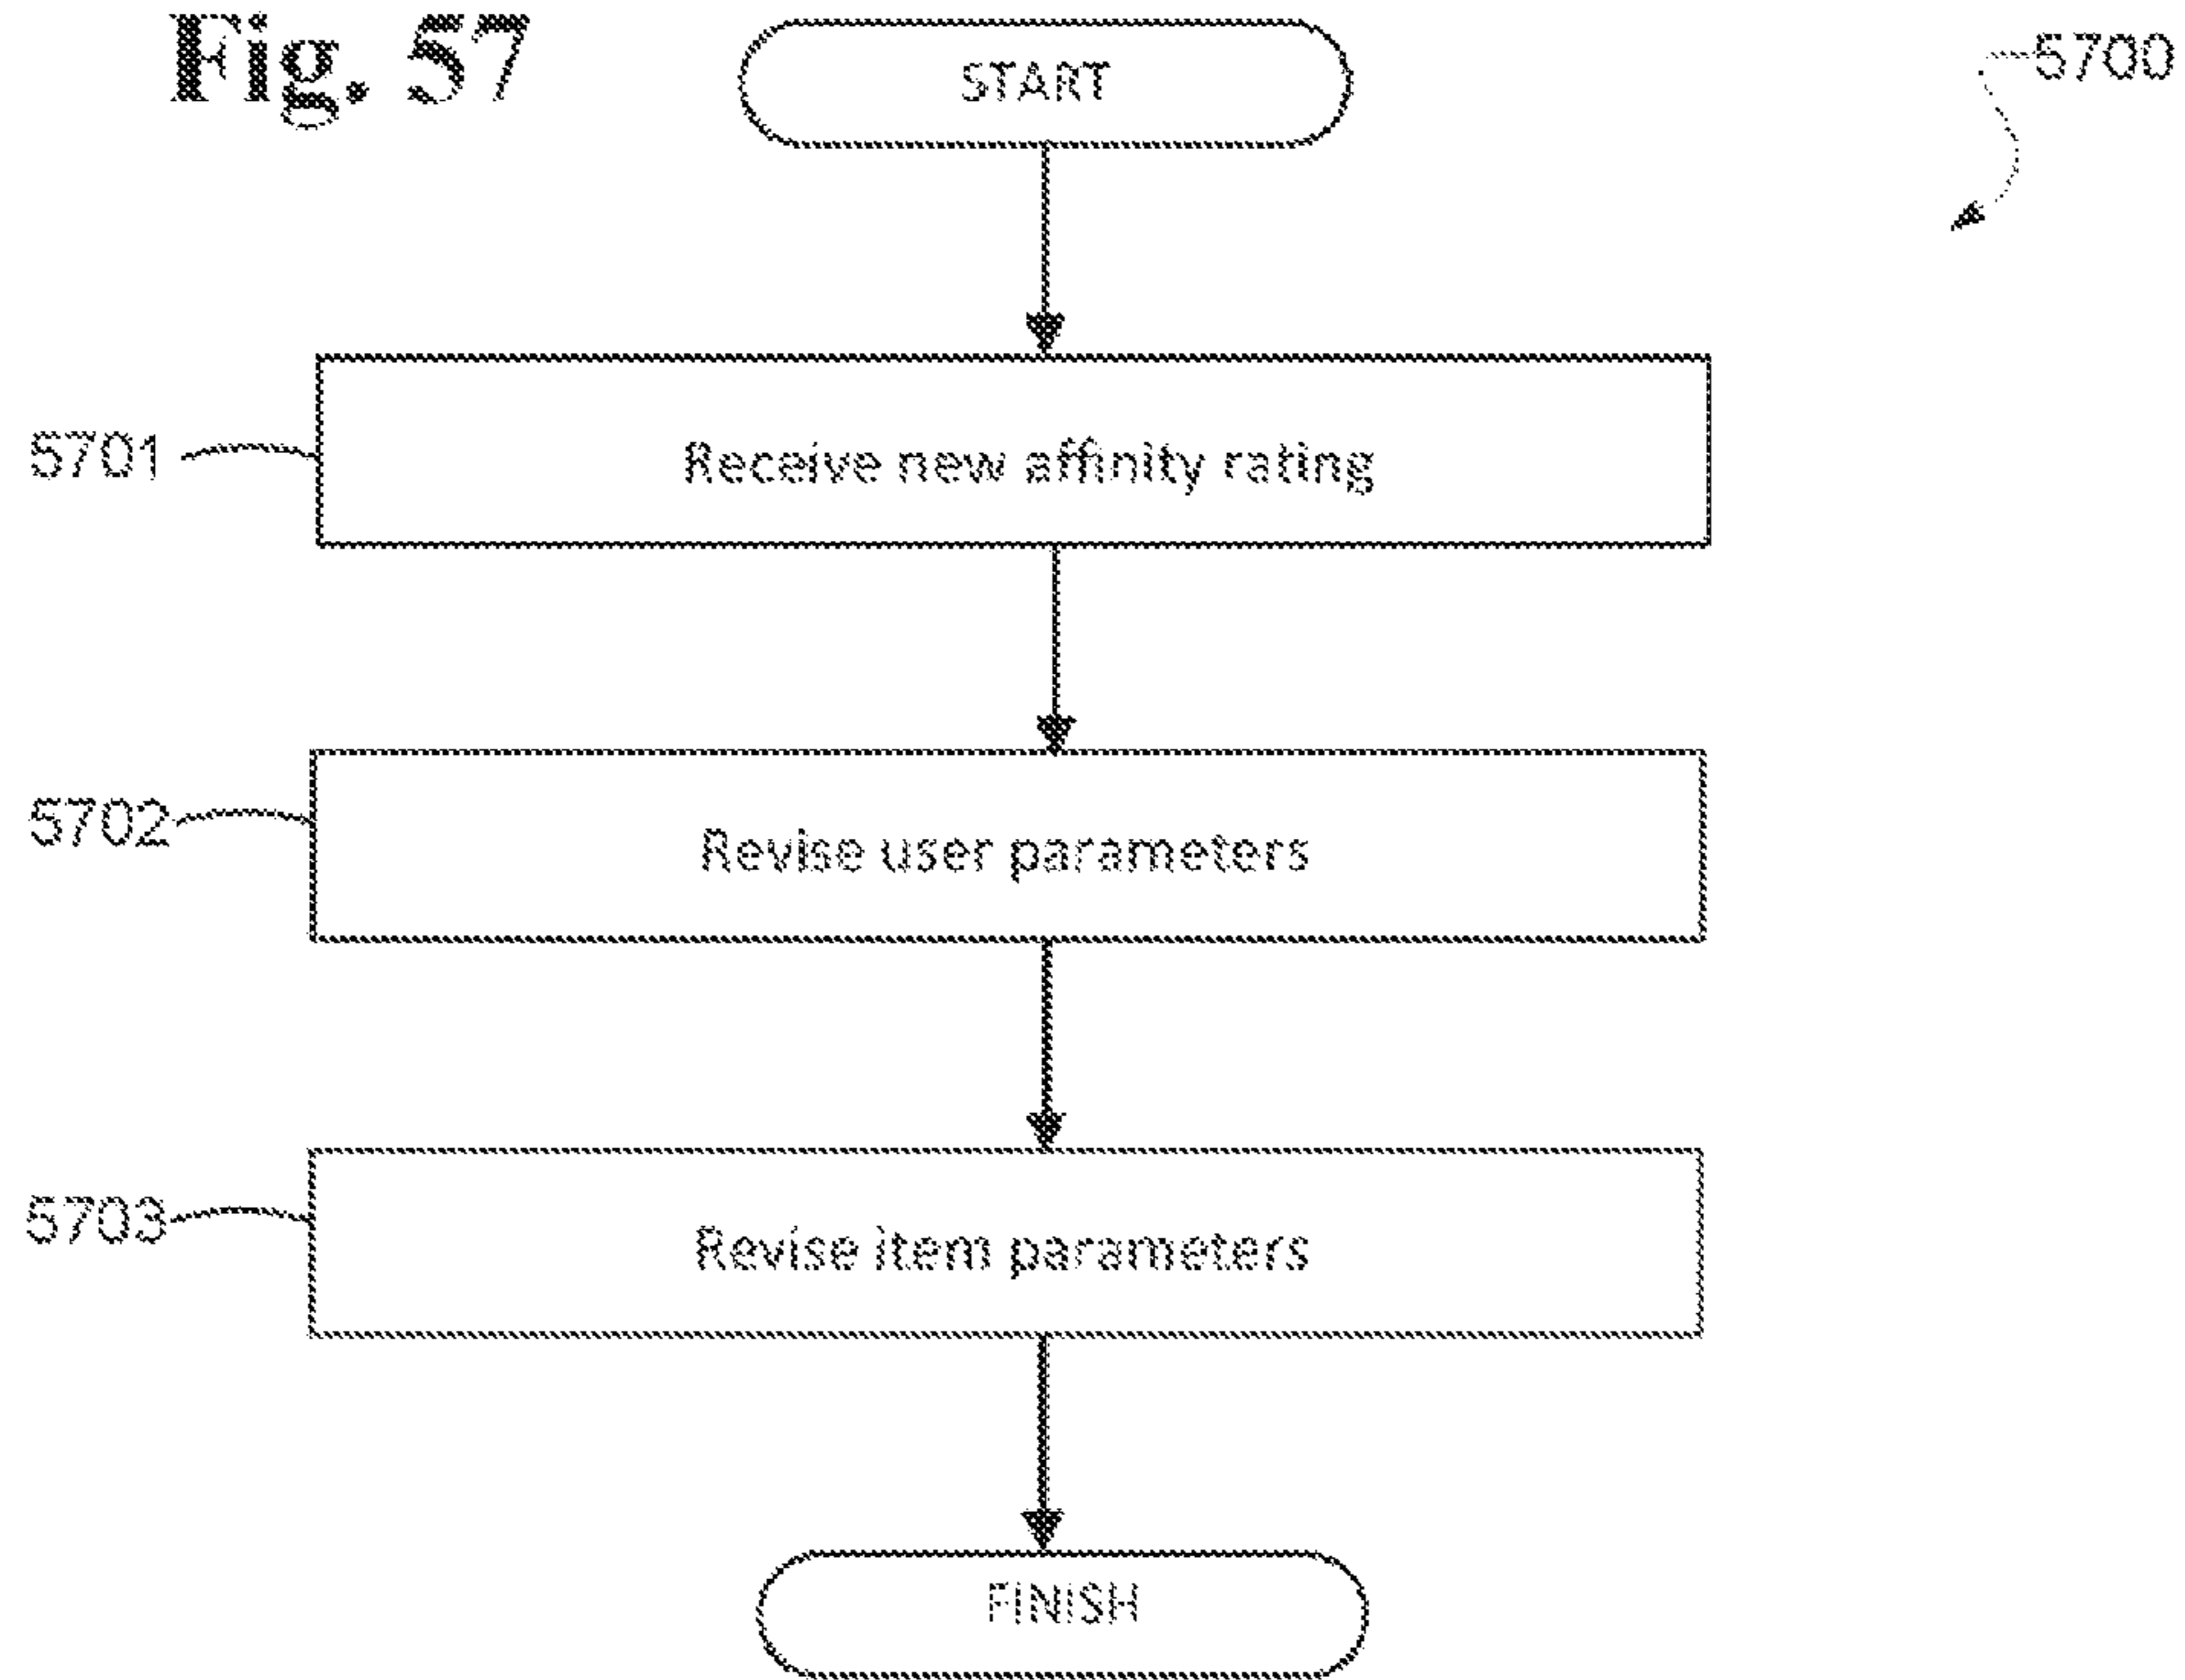 Fig. 57
START
5700
5701
Receive new affinity rating
5702
Revise user parameters
5703
Revise item parameters
FINISH